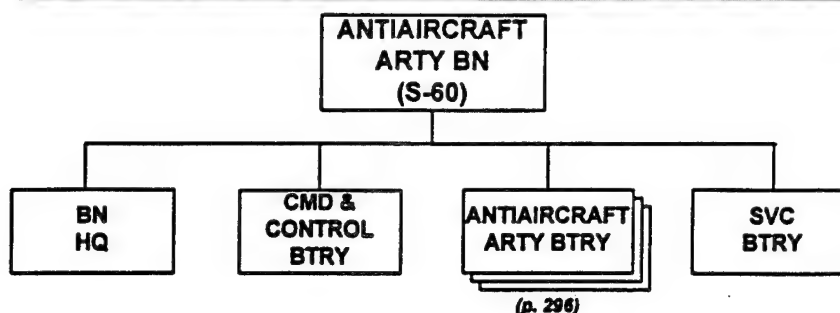 ANTIAIRCRAFT
ARTY BN
(S-60)
BN
HQ
CMD &
CONTROL
BTRY
ANTIAIRCRAFT
ARTY BTRY
SVC
BTRY
(p. 296)